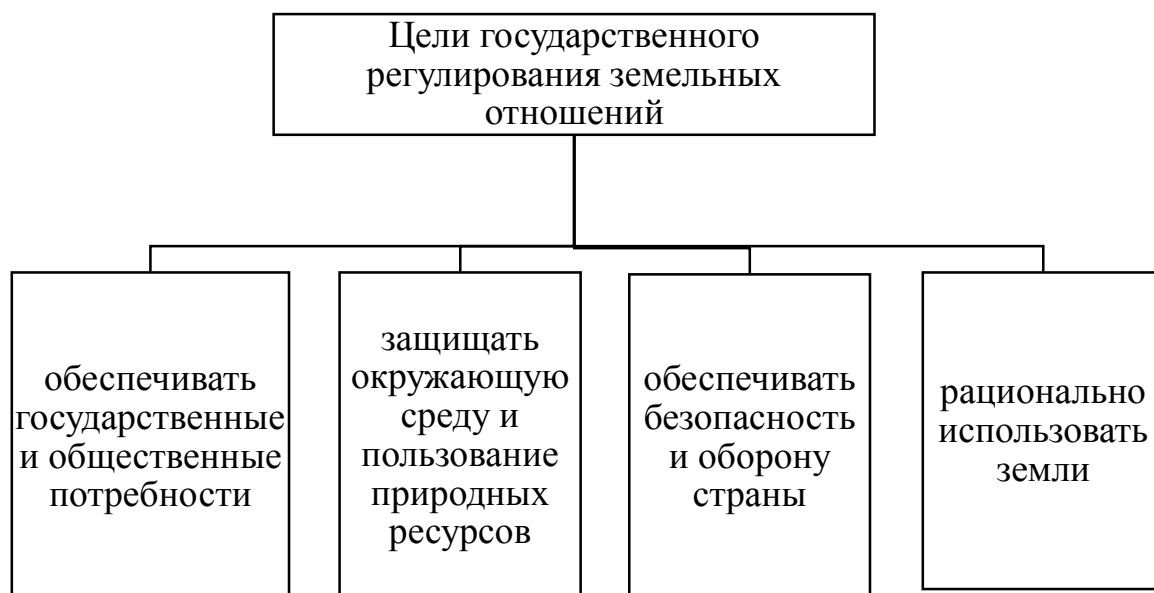 Цели государственного
регулирования земельных
отношений
обеспечивать
государственные
и общественные
потребности
защищать
окружающую
среду и
пользование
природных
ресурсов
обеспечивать
безопасность
и оборону
страны
рационально
использовать
земли